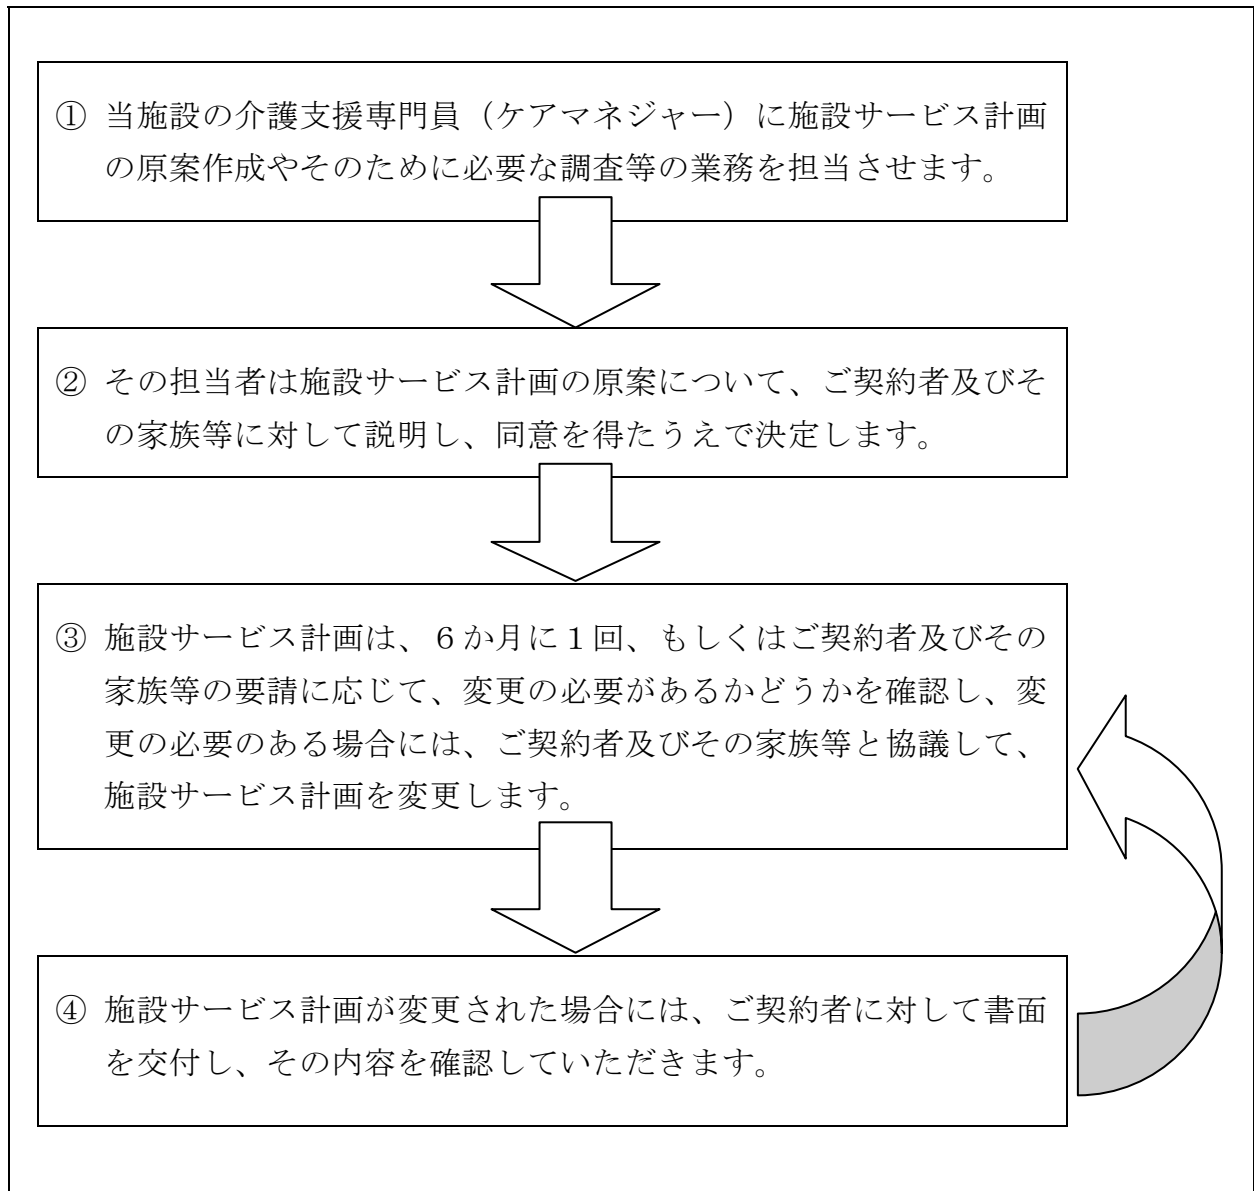 ① 当施設の介護支援専門員（ケアマネジャー）に施設サービス計画
の原案作成やそのために必要な調査等の業務を担当させます。
② その担当者は施設サービス計画の原案について、ご契約者及びそ
の家族等に対して説明し、同意を得たうえで決定します。
③ 施設サービス計画は、６か月に１回、もしくはご契約者及びその
家族等の要請に応じて、変更の必要があるかどうかを確認し、変
更の必要のある場合には、ご契約者及びその家族等と協議して、
施設サービス計画を変更します。
④ 施設サービス計画が変更された場合には、ご契約者に対して書面
を交付し、その内容を確認していただきます。